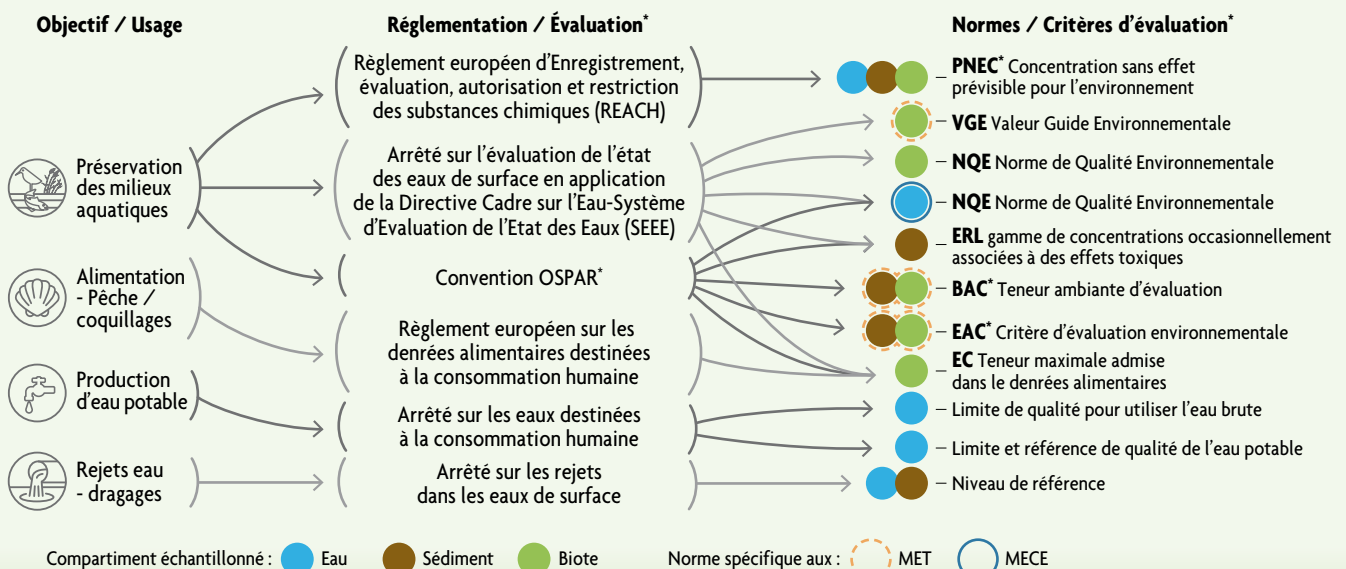 Objectif / Usage
Réglementation / Évaluation*
Normes / Critères d'évaluation*
Préservation
des milieux
aquatiques
Alimentation
- Pêche /
coquillages
Production
d'eau potable
Rejets eau
- dragages
Règlement européen d'Enregistrement,
évaluation, autorisation et restriction
des substances chimiques (REACH)
Arrêté sur l'évaluation de l'état
des eaux de surface en application
de la Directive Cadre sur l'Eau-Système
d'Evaluation de l'Etat des Eaux (SEEE)
Convention OSPAR*
Règlement européen sur les
denrées alimentaires destinées
à la consommation humaine
Arrêté sur les eaux destinées
à la consommation humaine
Arrêté sur les rejets
dans les eaux de surface
– PNEC* Concentration sans effet
prévisible pour l'environnement
– VGE Valeur Guide Environnementale
– NQE Norme de Qualité Environnementale
– NQE Norme de Qualité Environnementale
– ERL gamme de concentrations occasionnellement
associées à des effets toxiques
– BAC* Teneur ambiante d'évaluation
– EAC* Critère d'évaluation environnementale
– EC Teneur maximale admise
dans le denrées alimentaires
– Limite de qualité pour utiliser l'eau brute
– Limite et référence de qualité de l'eau potable
– Niveau de référence
Compartiment échantillonné : Eau Sédiment Biote Norme spécifique aux : MET MECE